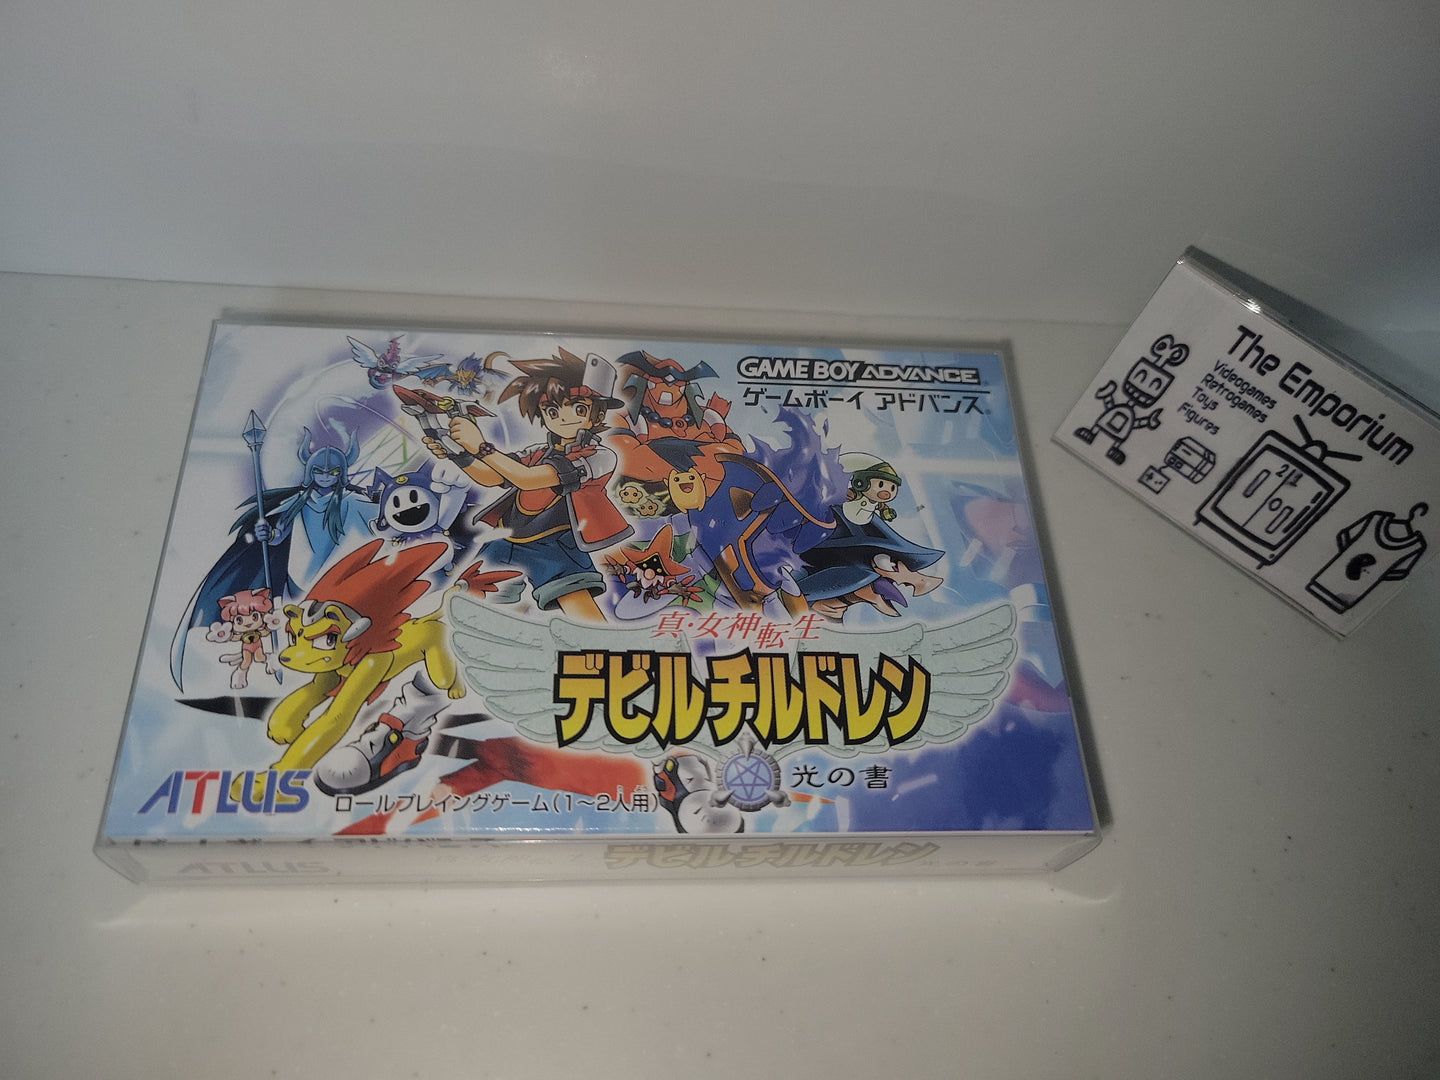 GAME BOY ADVANCE
ゲームボーイ アドバンス
真・女神転生
デビルチルドレン
光の書
ATLUS
ロールプレイングゲーム(1~2人用)
ATLUS
デビルチルドレン
光の書
The Emporium
Videogames
Retrogames
Toys
Figures